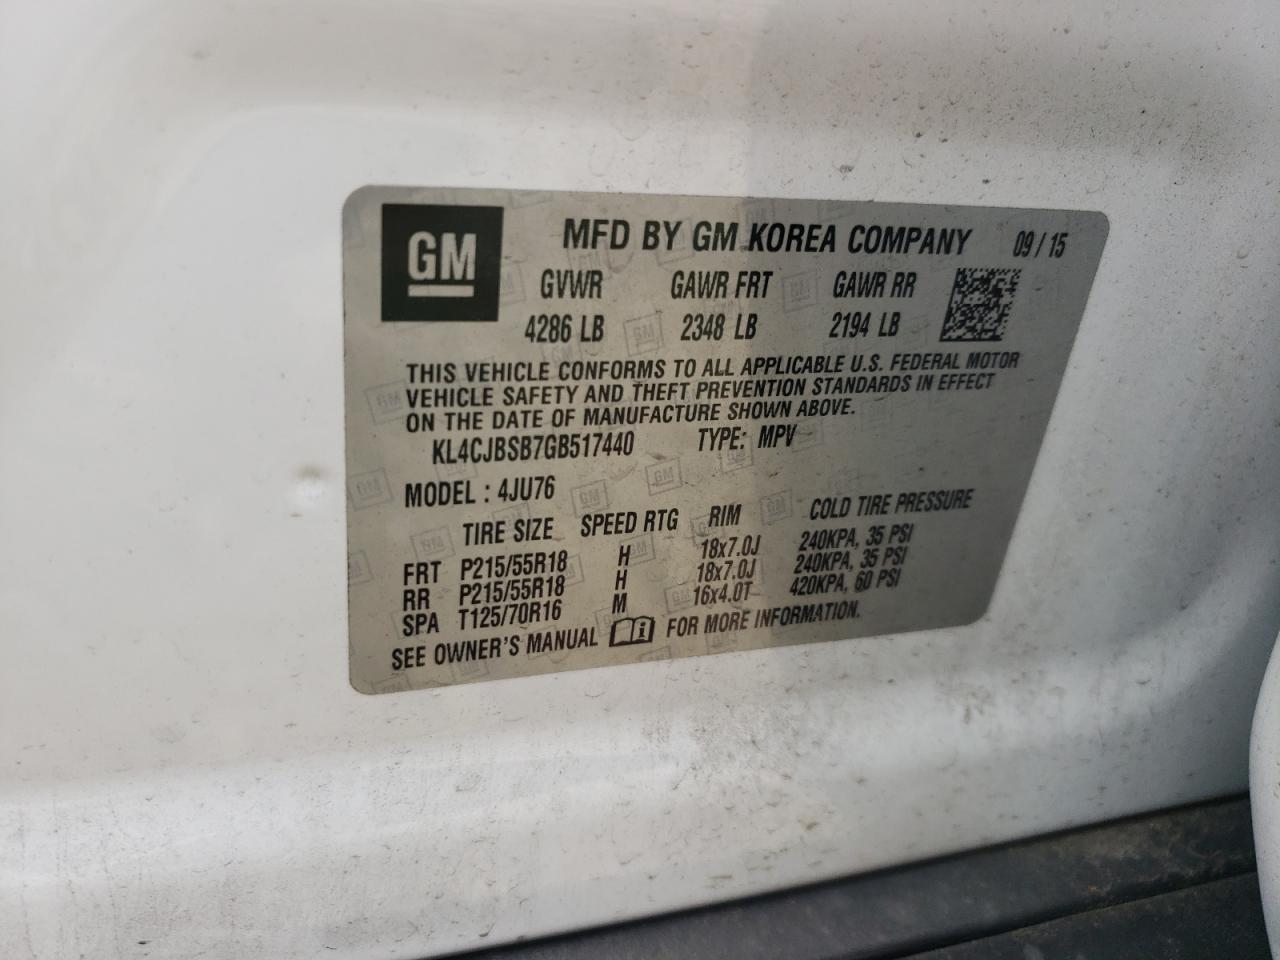 GM
MFD BY GM KOREA COMPANY 09/15
GVWR GAWR FRT GAWR RR
4286 LB 2348 LB 2194 LB
THIS VEHICLE CONFORMS TO ALL APPLICABLE U.S. FEDERAL MOTOR
VEHICLE SAFETY AND THEFT PREVENTION STANDARDS IN EFFECT
ON THE DATE OF MANUFACTURE SHOWN ABOVE.
KL4CJBSB7GB517440 TYPE: MPV
MODEL : 4JU76
TIRE SIZE SPEED RTG RIM COLD TIRE PRESSURE
FRT P215/55R18 H 18x7.0J 240KPA, 35 PSI
RR P215/55R18 H 18x7.0J 240KPA, 35 PSI
SPA T125/70R16 M 16x4.0T 420KPA, 60 PSI
SEE OWNER'S MANUAL FOR MORE INFORMATION.